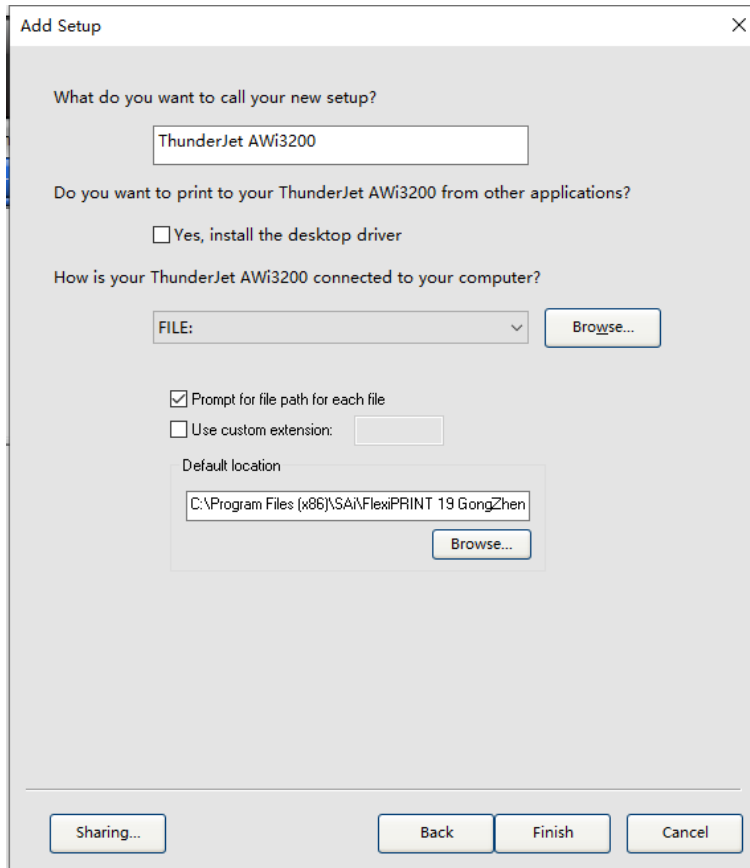 Add Setup
What do you want to call your new setup?
ThunderJet AWi3200
Do you want to print to your ThunderJet AWi3200 from other applications?
Yes, install the desktop driver
How is your ThunderJet AWi3200 connected to your computer?
FILE: Browse...
Prompt for file path for each file
Use custom extension:
Default location
C:\Program Files (x86)\SAi\FlexiPRINT 19 GongZhen
Browse...
Sharing... Back Finish Cancel